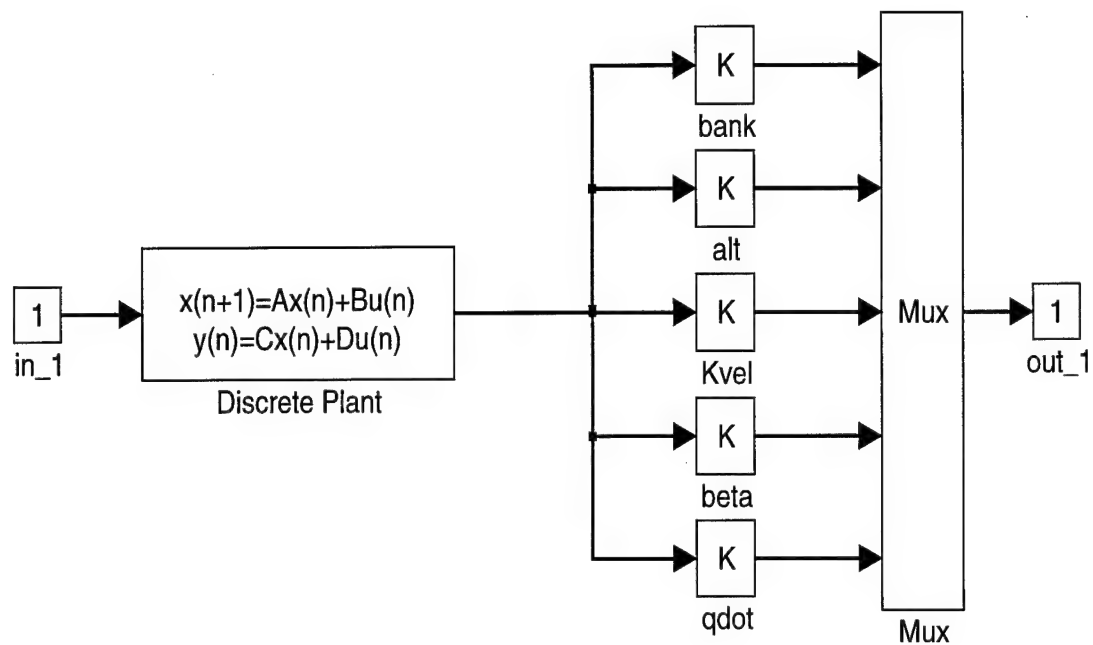 K
bank
K
alt
1
in_1
x(n+1)=Ax(n)+Bu(n)
y(n)=Cx(n)+Du(n)
Discrete Plant
K
Kvel
Mux
1
out_1
K
beta
K
qdot
Mux